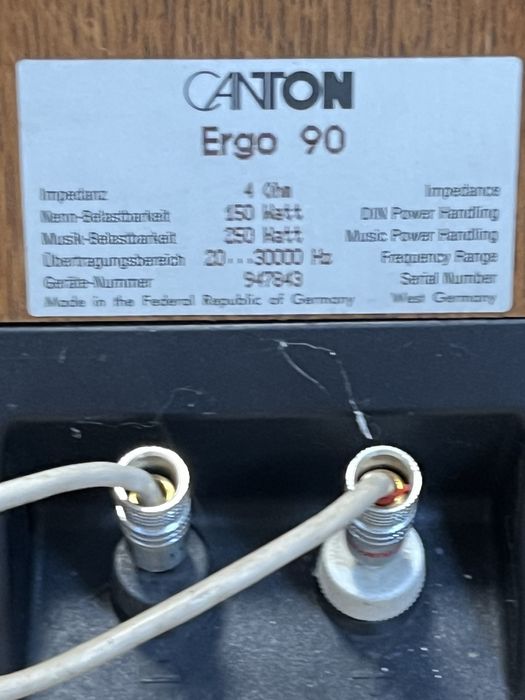 CANTON
Ergo 90
Impedanz 4 Ohm Impedance
Nenn-Belastbarkeit 150 Watt DIN Power Handling
Musik-Belastbarkeit 250 Watt Music Power Handling
Übertragungsbereich 20...30000 Hz Frequency Range
Geräte-Nummer 947843 Serial Number
Made in the Federal Republic of Germany West Germany